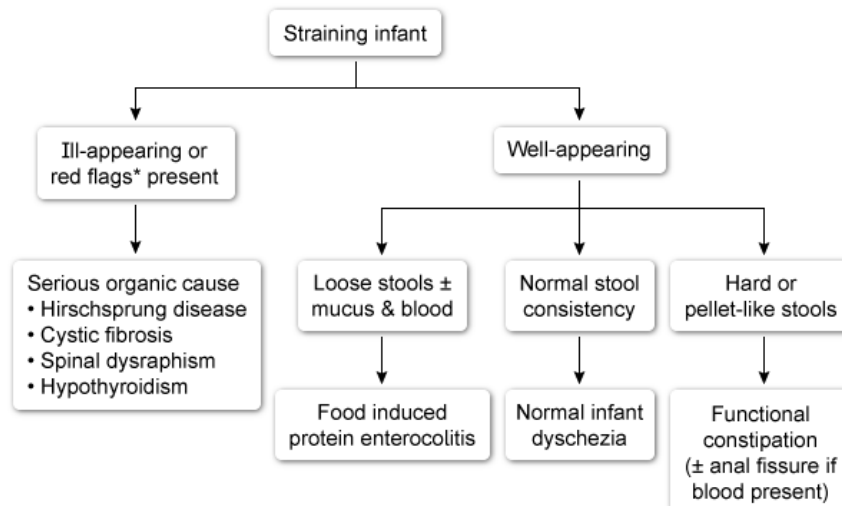 Straining infant
Ill-appearing or
red flags* present
Well-appearing
Serious organic cause
• Hirschsprung disease
• Cystic fibrosis
• Spinal dysraphism
• Hypothyroidism
Loose stools ±
mucus & blood
Normal stool
consistency
Hard or
pellet-like stools
Food induced
protein enterocolitis
Normal infant
dyschezia
Functional
constipation
(± anal fissure if
blood present)